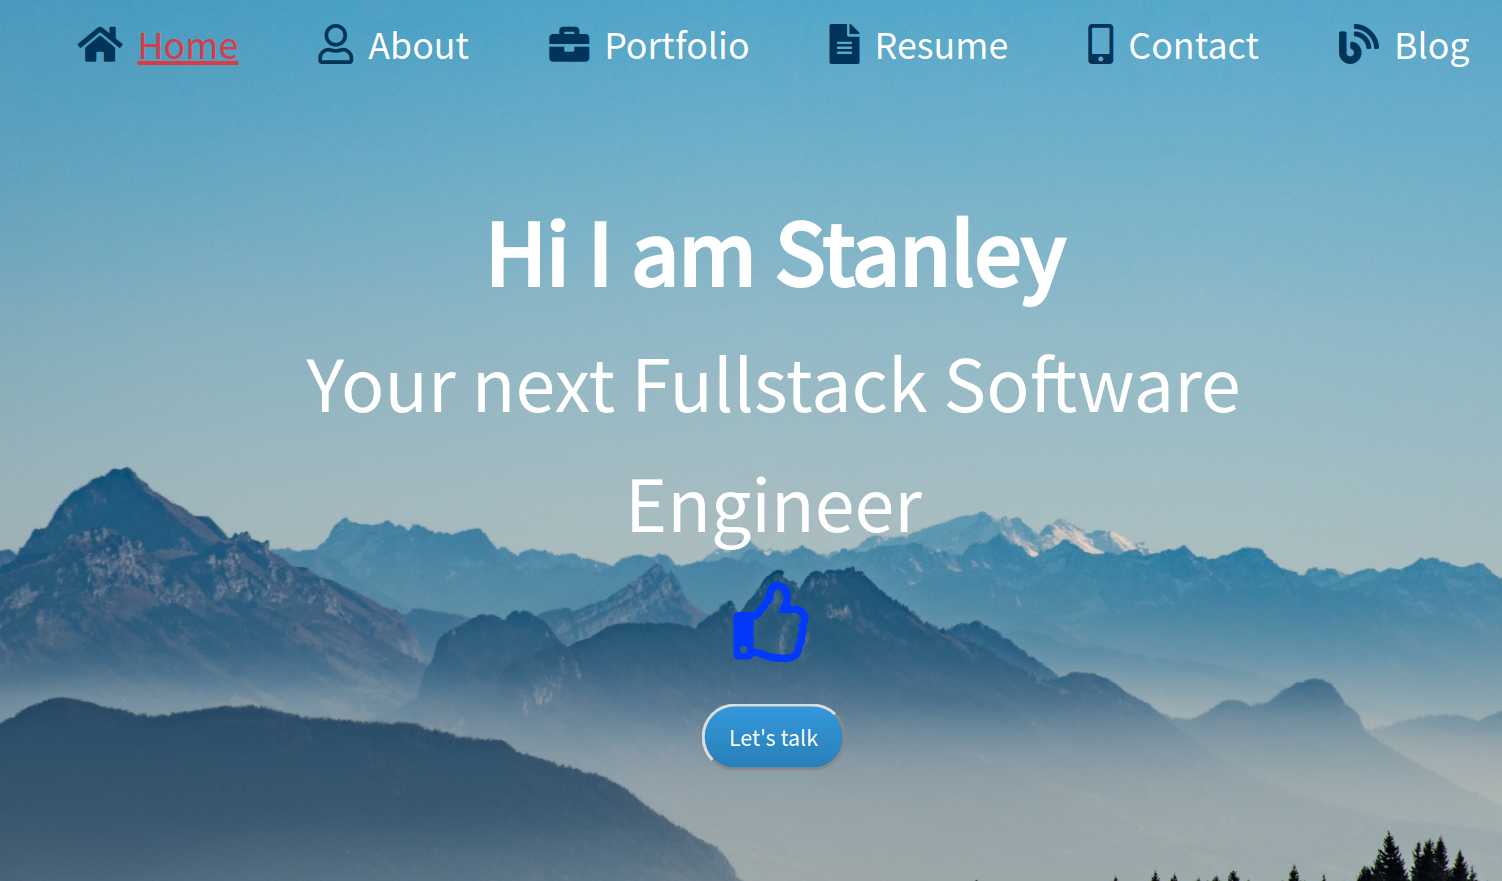 Home About Portfolio Resume Contact Blog
Hi I am Stanley
Your next Fullstack Software
Engineer
Let's talk